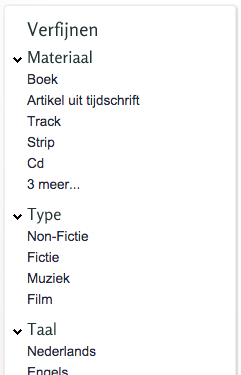 Verfijnen
Materiaal
Boek
Artikel uit tijdschrift
Track
Strip
Cd
3 meer...
Type
Non-Fictie
Fictie
Muziek
Film
Taal
Nederlands
Engels